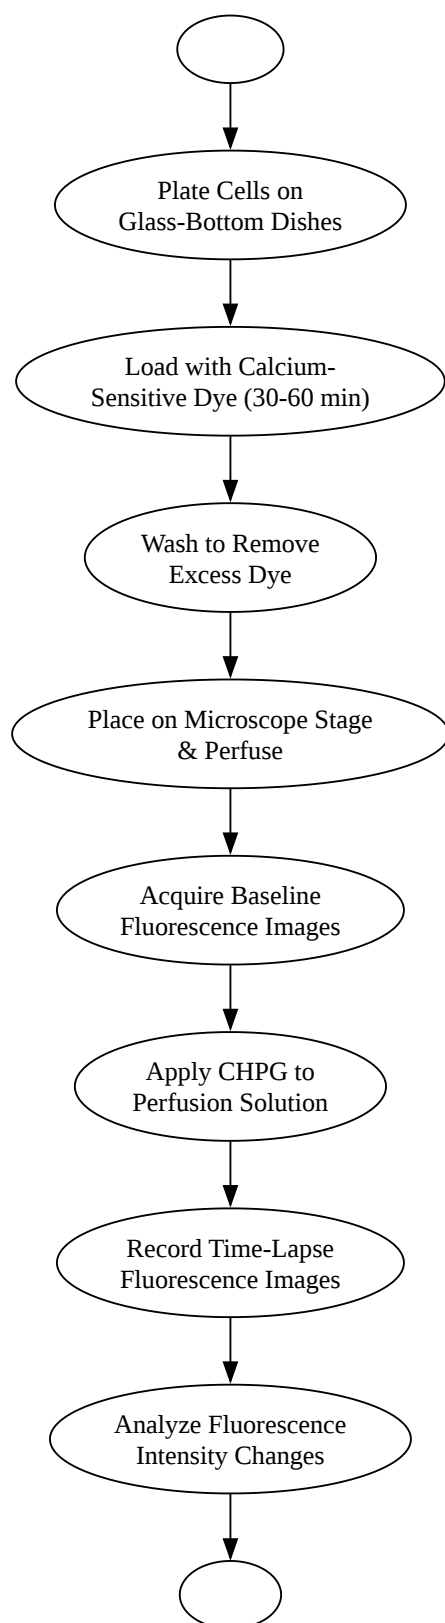 Plate Cells on
Glass-Bottom Dishes
Load with Calcium-
Sensitive Dye (30-60 min)
Wash to Remove
Excess Dye
Place on Microscope Stage
& Perfuse
Acquire Baseline
Fluorescence Images
Apply CHPG to
Perfusion Solution
Record Time-Lapse
Fluorescence Images
Analyze Fluorescence
Intensity Changes